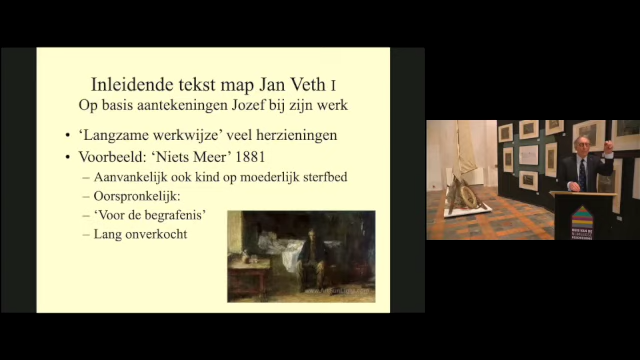 Inleidende tekst map Jan Veth I
Op basis aantekeningen Jozef bij zijn werk
• ‘Langzame werkwijze’ veel herzieningen
• Voorbeeld: ‘Niets Meer’ 1881
– Aanvankelijk ook kind op moederlijk sterfbed
– Oorspronkelijk:
– ‘Voor de begrafenis’
– Lang onverkocht